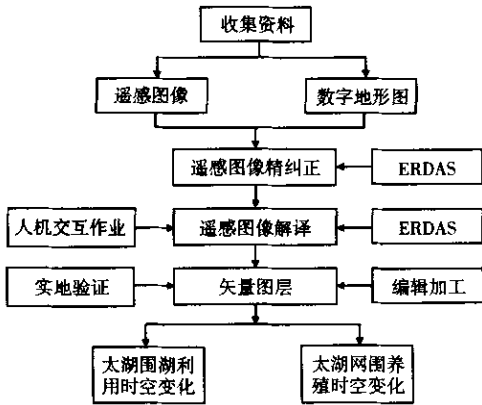 收集资料
遥感图像
数字地形图
遥感图像精纠正
ERDAS
人机交互作业
遥感图像解译
ERDAS
实地验证
矢量图层
编辑加工
太湖围湖利
用时空变化
太湖网围养
殖时空变化